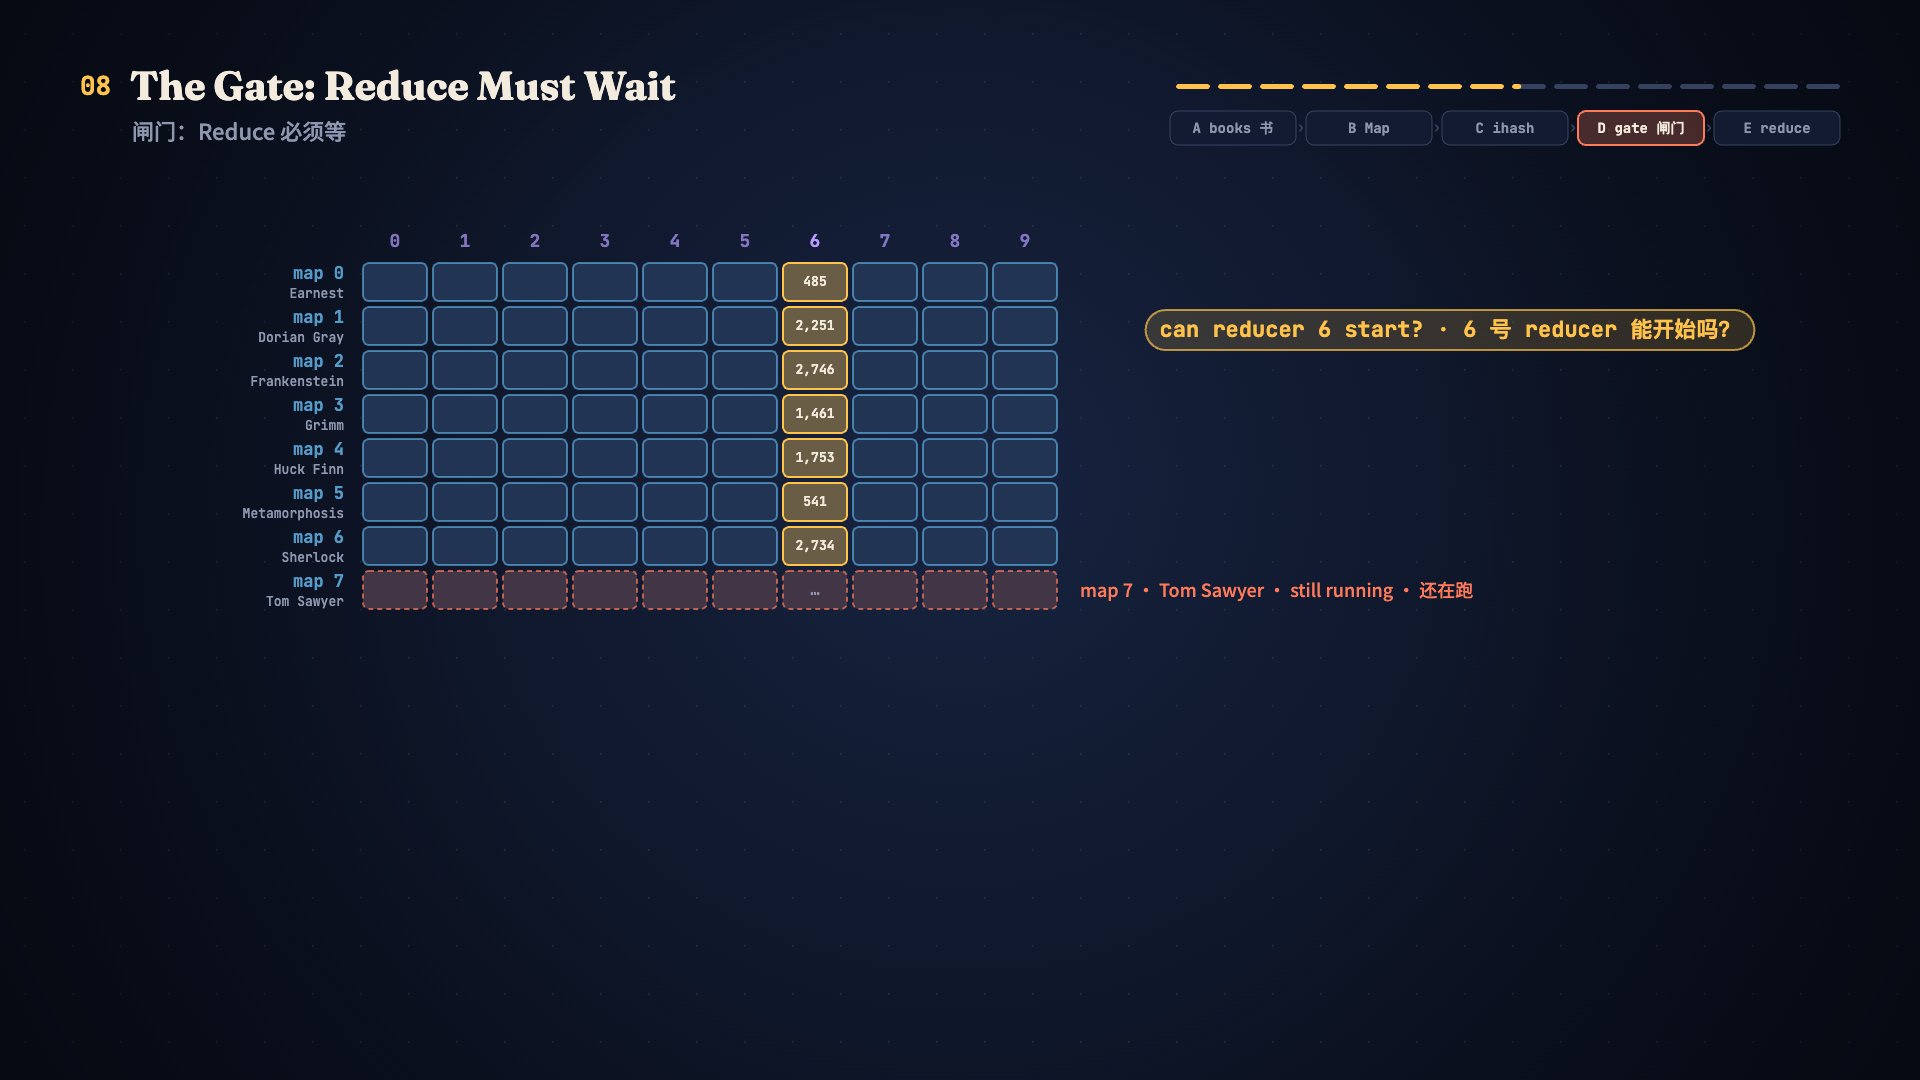 08 The Gate: Reduce Must Wait
闸门：Reduce 必须等
A books 书 › B Map › C ihash › D gate 闸门 › E reduce
0 1 2 3 4 5 6 7 8 9
map 0 485
Earnest
map 1 2,251
Dorian Gray
can reducer 6 start? · 6 号 reducer 能开始吗?
map 2 2,746
Frankenstein
map 3 1,461
Grimm
map 4 1,753
Huck Finn
map 5 541
Metamorphosis
map 6 2,734
Sherlock
map 7 …
Tom Sawyer
map 7 • Tom Sawyer • still running • 还在跑